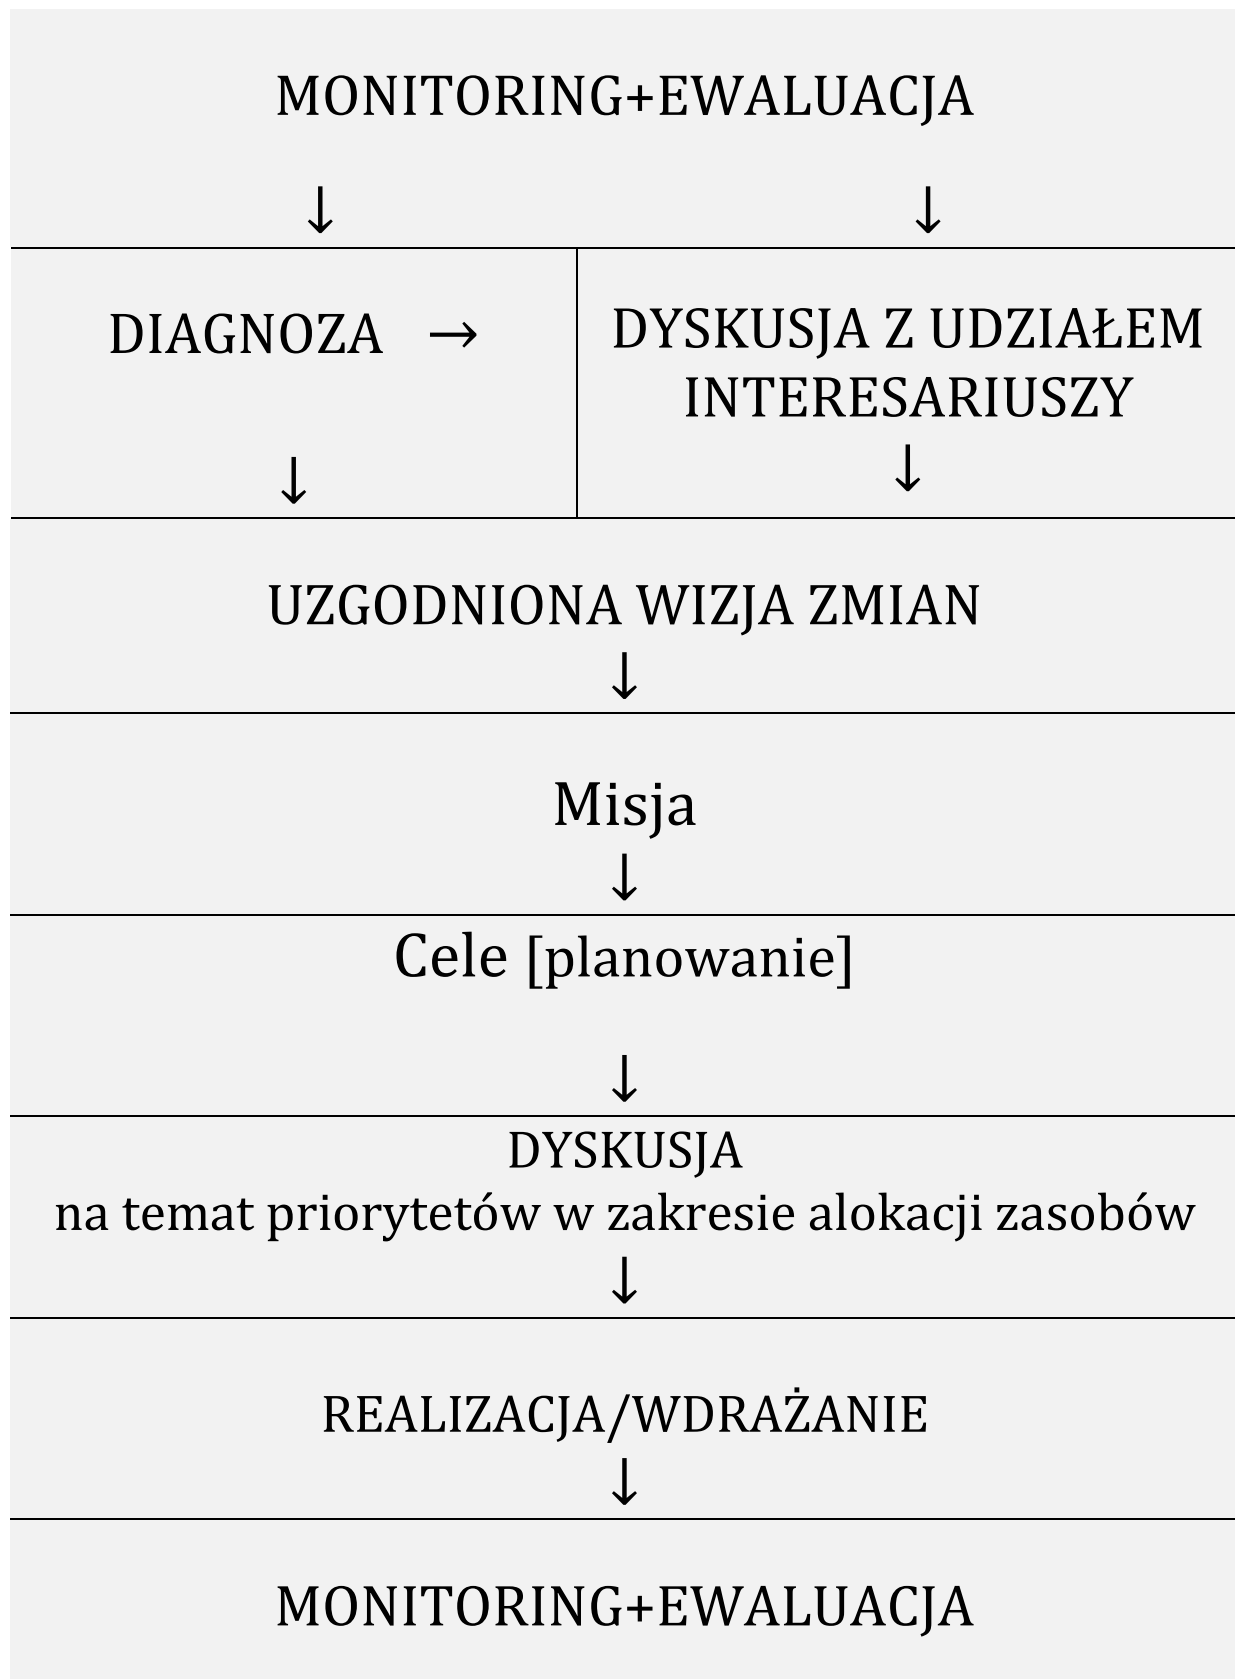 MONITORING+EWALUACJA
↓ ↓
DIAGNOZA →
↓
DYSKUSJA Z UDZIAŁEM
INTERESARIUSZY
↓
UZGODNIONA WIZJA ZMIAN
↓
Misja
↓
Cele [planowanie]
↓
DYSKUSJA
na temat priorytetów w zakresie alokacji zasobów
↓
REALIZACJA/WDRAŻANIE
↓
MONITORING+EWALUACJA